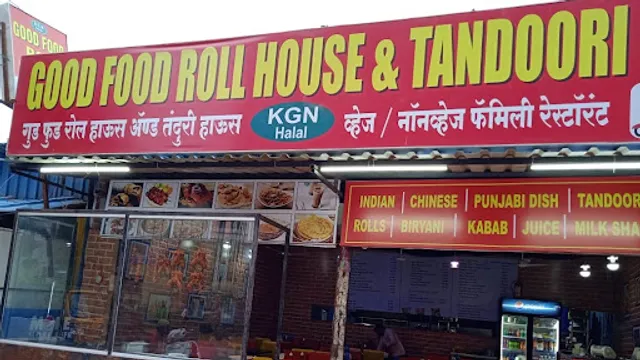 GOOD FOOD
GOOD FOOD ROLL HOUSE & TANDOORI
गुड फुड रोल हाऊस ॲण्ड तंदुरी हाऊस
KGN
Halal
व्हेज / नॉनव्हेज फॅमिली रेस्टॉरंट
INDIAN | CHINESE | PUNJABI DISH | TANDOOR
ROLLS | BIRYANI | KABAB | JUICE | MILK SHA